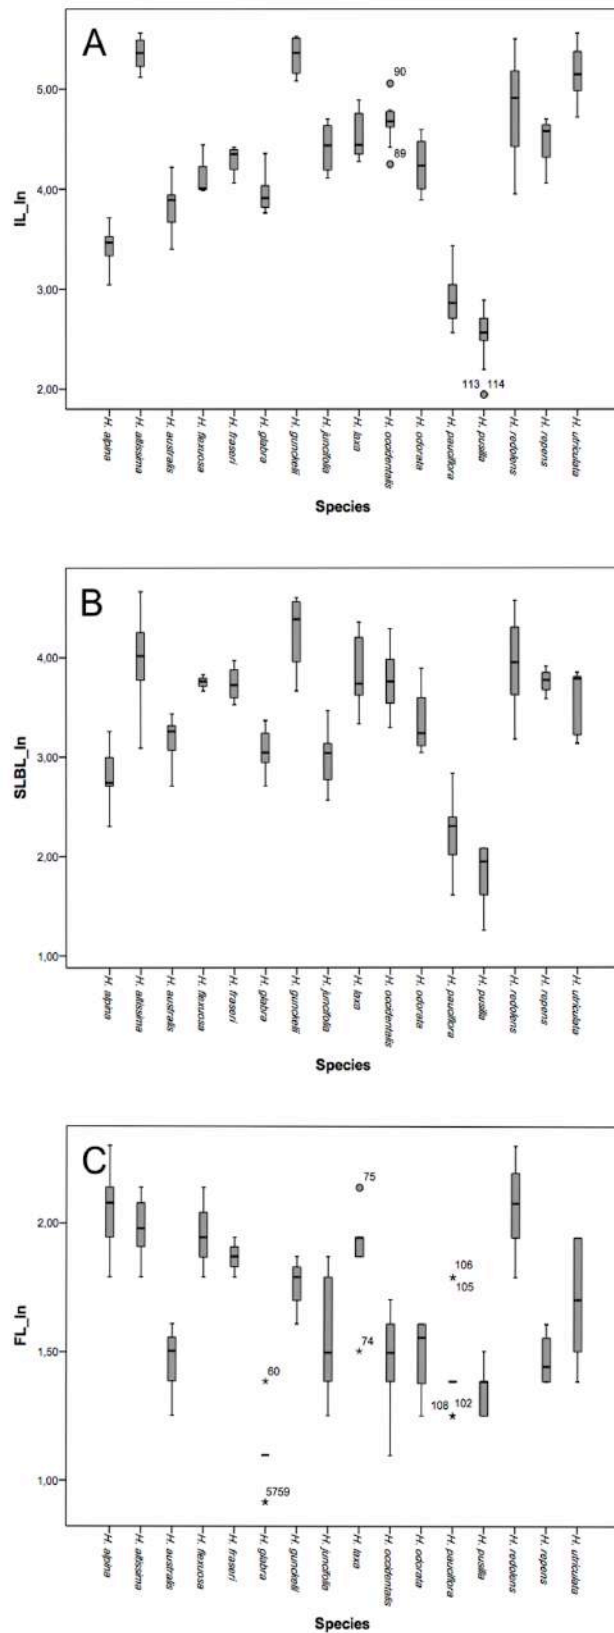 A
IL_ln
5,00
4,00
3,00
2,00
90
89
113 114
H. alpina
H. altissima
H. australis
H. flexuosa
H. fraseri
H. glabra
H. gunckelii
H. juncifolia
H. laxa
H. occidentalis
H. odorata
H. pauciflora
H. pusilla
H. redolens
H. repens
H. utriculata
Species
B
SLBL_ln
4,00
3,00
2,00
1,00
H. alpina
H. altissima
H. australis
H. flexuosa
H. fraseri
H. glabra
H. gunckelii
H. juncifolia
H. laxa
H. occidentalis
H. odorata
H. pauciflora
H. pusilla
H. redolens
H. repens
H. utriculata
Species
C
FL_ln
2,00
1,50
1,00
75
74
106
105
60
108 102
5759
H. alpina
H. altissima
H. australis
H. flexuosa
H. fraseri
H. glabra
H. gunckelii
H. juncifolia
H. laxa
H. occidentalis
H. odorata
H. pauciflora
H. pusilla
H. redolens
H. repens
H. utriculata
Species